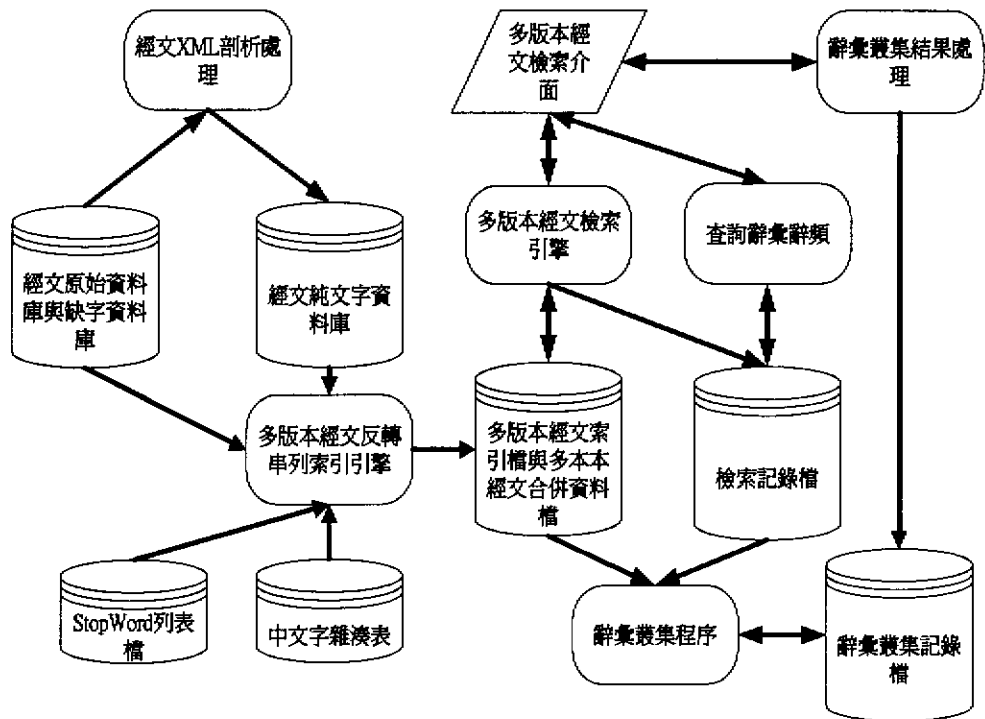 經文XML剖析處
理
多版本經
文檢索介
面
辭彙叢集結果處
理
經文原始資料
庫與缺字資料
庫
經文純文字資
料庫
多版本經文檢索
引擎
查詢辭彙辭頻
多版本經文反轉
串列索引引擎
多版本經文索
引檔與多本本
經文合併資料
檔
檢索記錄檔
StopWord列表
檔
中文字雜湊表
辭彙叢集程序
辭彙叢集記錄
檔